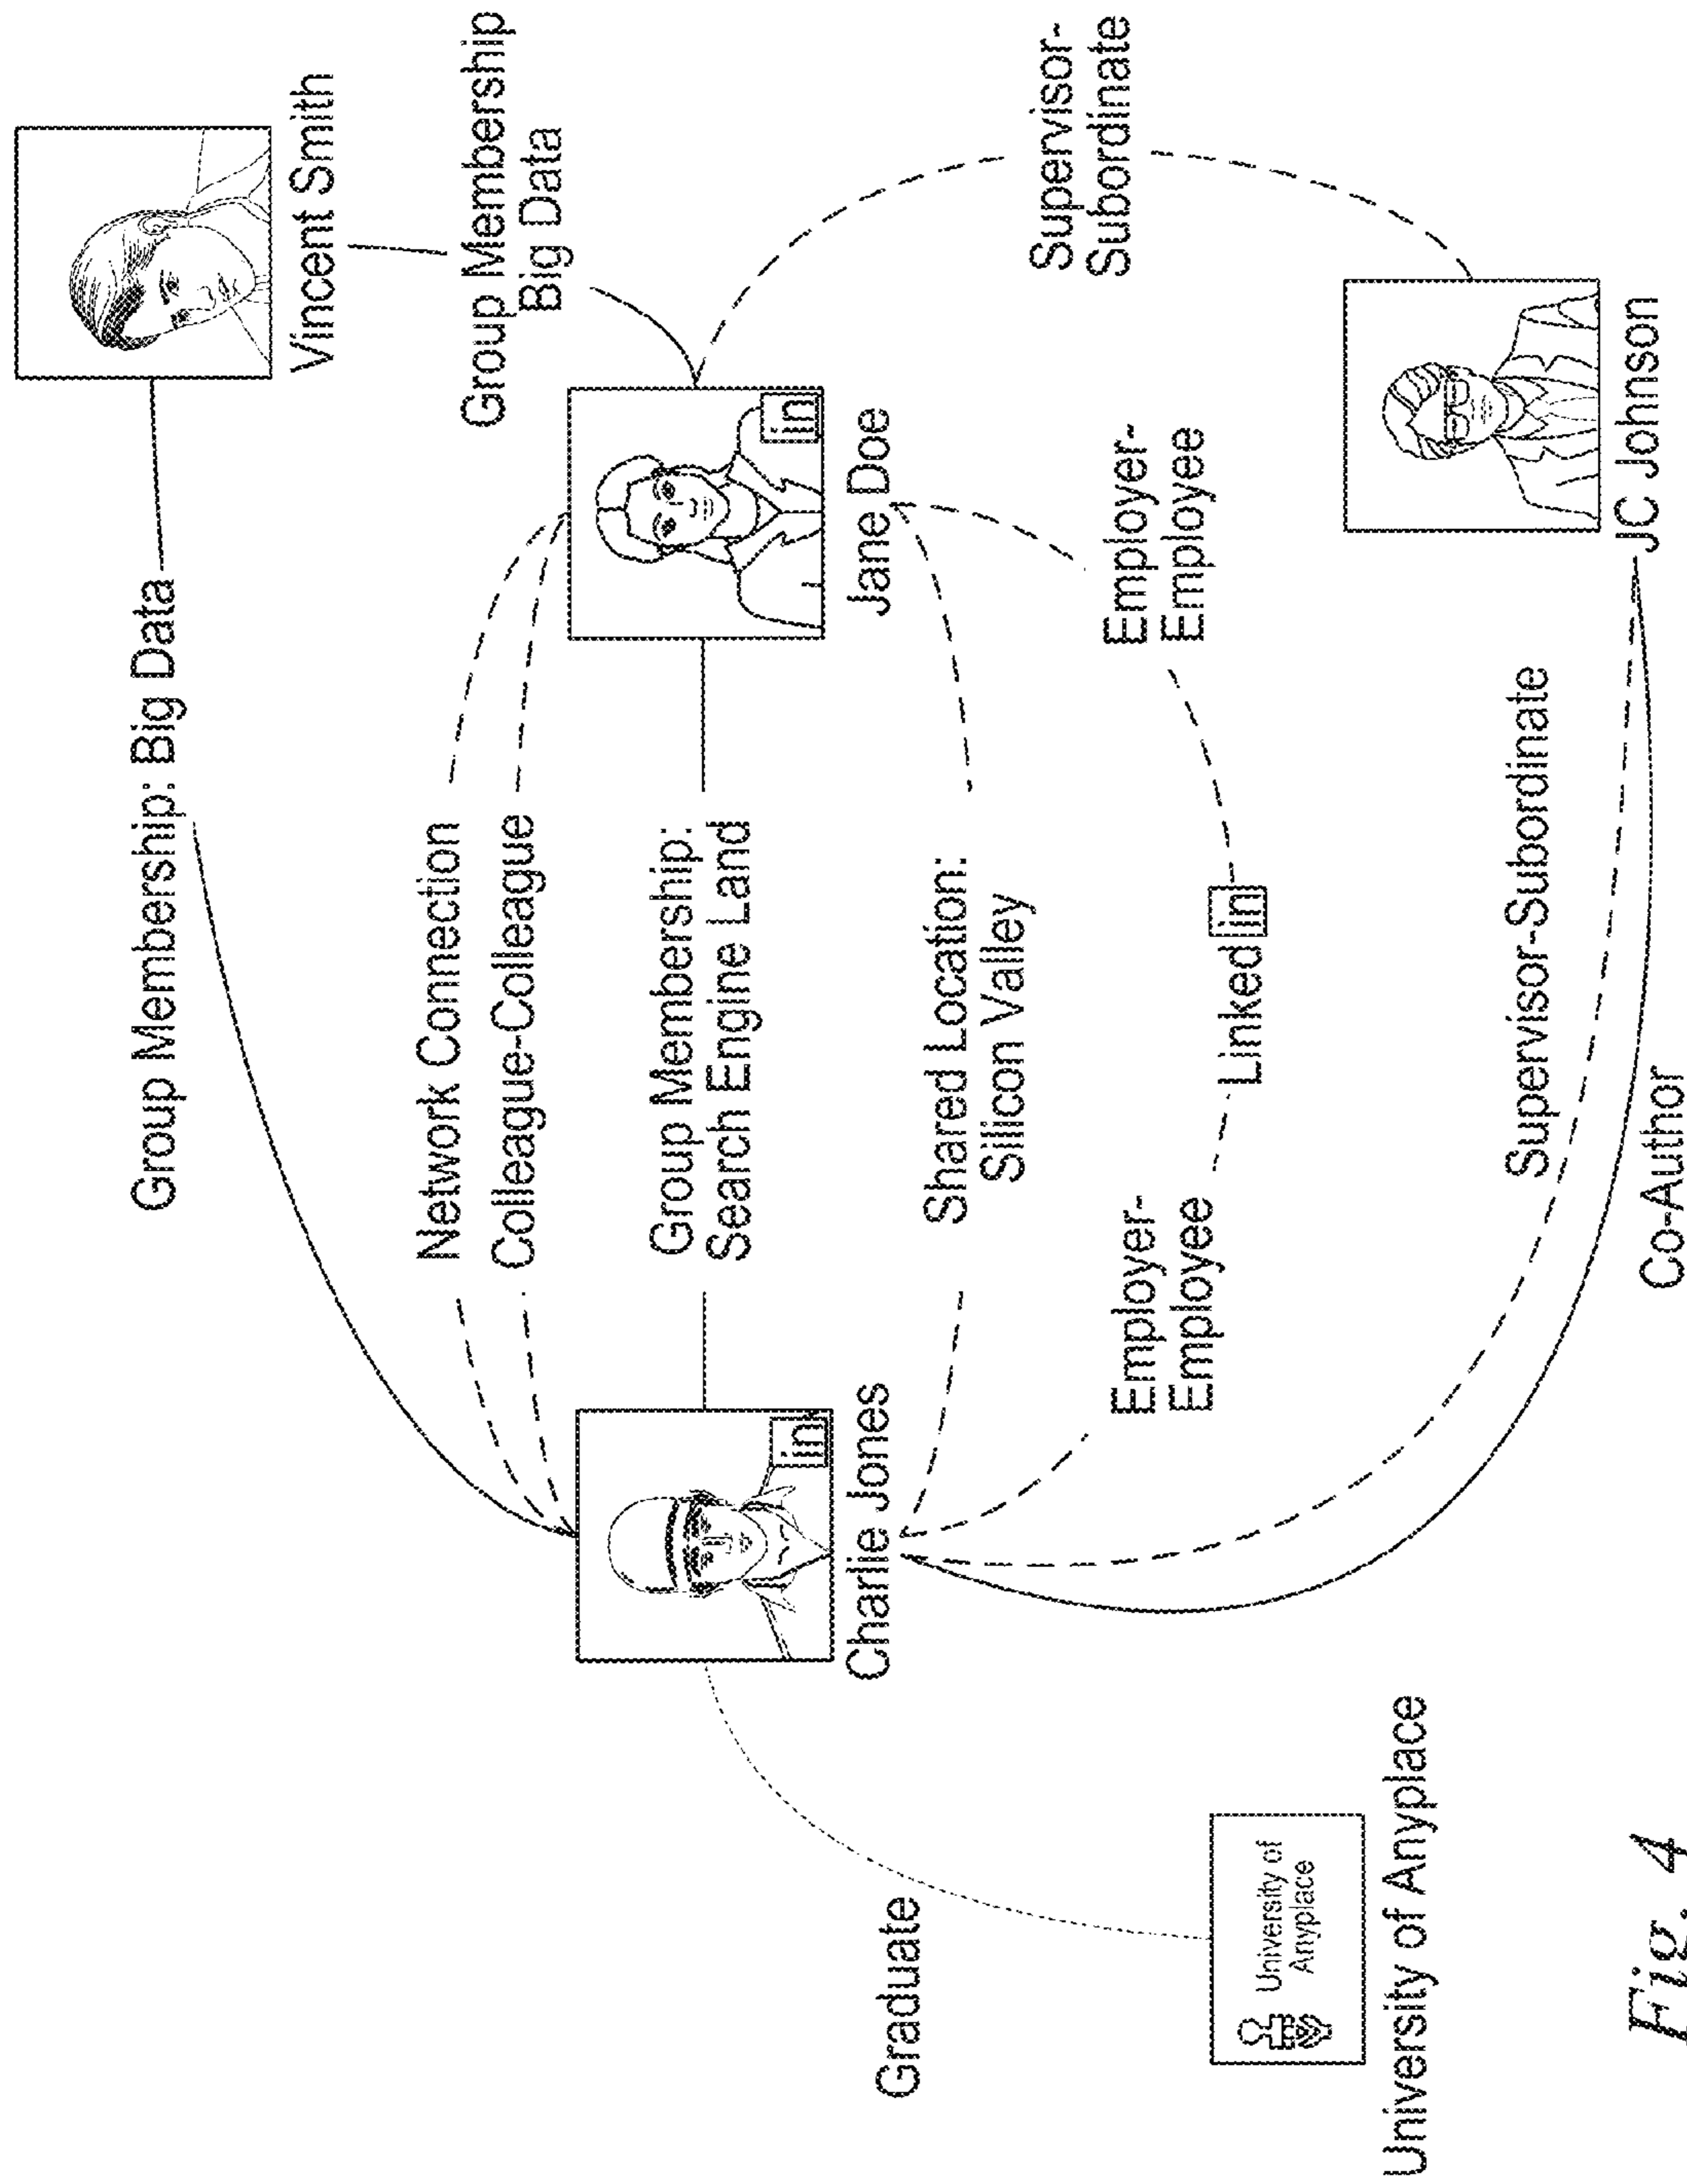 Vincent Smith
Group Membership: Big Data
Group Membership
Big Data
Network Connection
Colleague-Colleague
Group Membership:
Search Engine Land
in
in
Charlie Jones
Jane Doe
Graduate
Shared Location:
Silicon Valley
Supervisor-
Subordinate
Employer-
Employee
Employer-
Employee
Linked in
University of
Anyplace
University of Anyplace
Supervisor-Subordinate
JC Johnson
Co-Author
Fig. 4